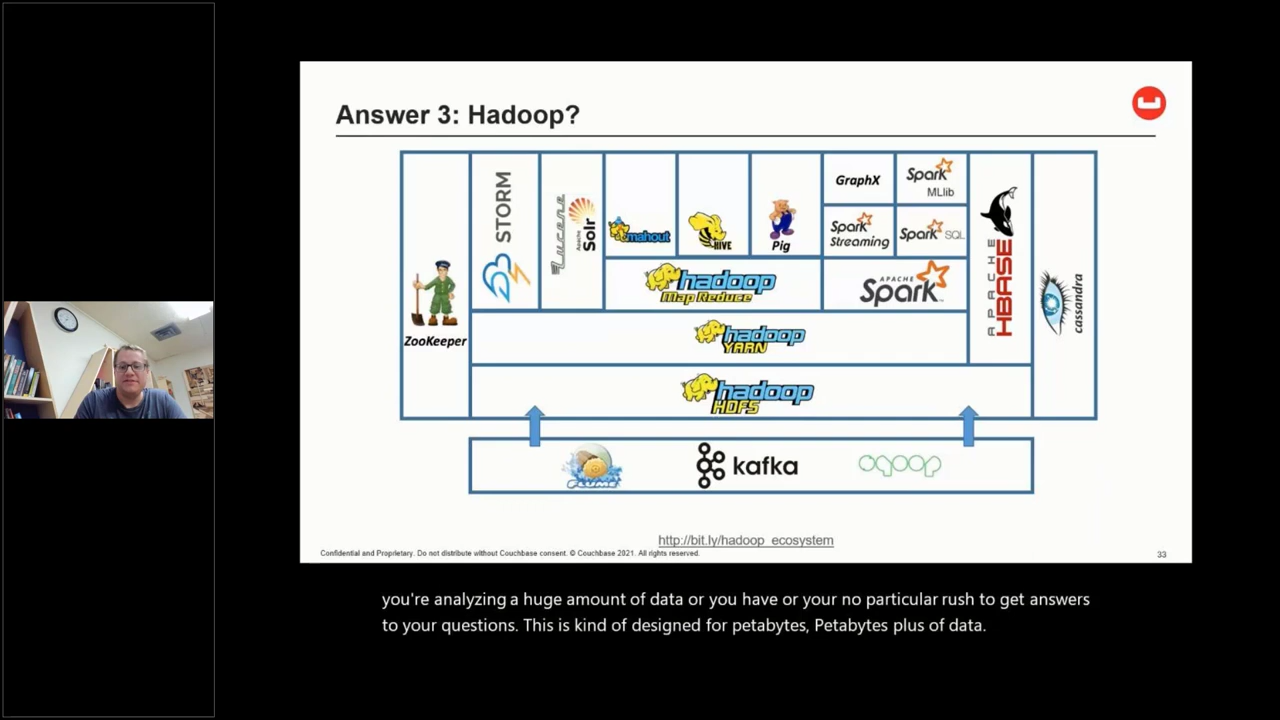 Answer 3: Hadoop?
ZooKeeper
STORM
Lucene
Apache
Solr
mahout
HIVE
Pig
GraphX
Spark
MLlib
Spark
Streaming
Spark SQL
hadoop
Map Reduce
APACHE
Spark
APACHE
HBASE
cassandra
hadoop
YARN
hadoop
HDFS
FLUME
kafka
sqoop
http://bit.ly/hadoop_ecosystem
Confidential and Proprietary. Do not distribute without Couchbase consent. © Couchbase 2021. All rights reserved.
33
you're analyzing a huge amount of data or you have or your no particular rush to get answers
to your questions. This is kind of designed for petabytes, Petabytes plus of data.